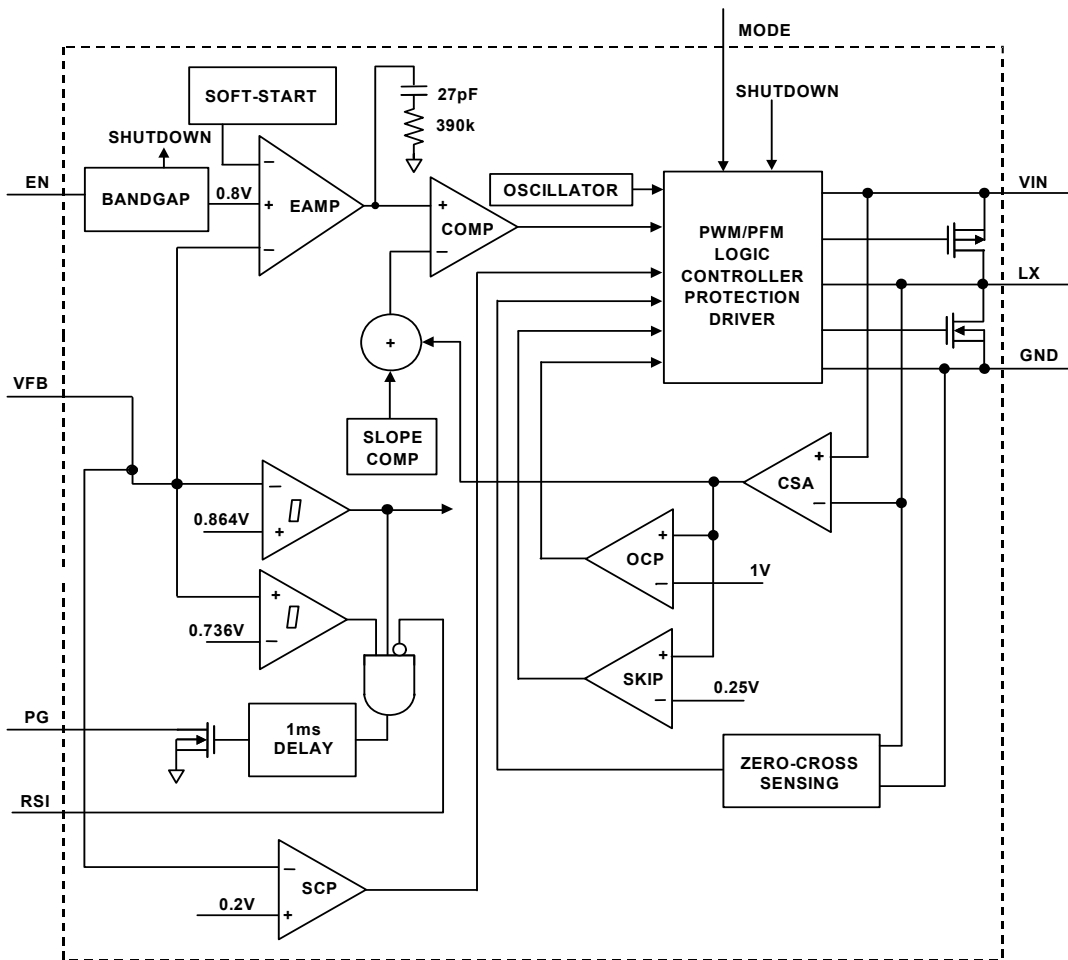 MODE
SOFT-START
27pF
390k
SHUTDOWN
SHUTDOWN
EN
BANDGAP
0.8V
−
+
−
EAMP
+
−
COMP
OSCILLATOR
PWM/PFM
LOGIC
CONTROLLER
PROTECTION
DRIVER
VIN
LX
GND
+
VFB
SLOPE
COMP
+
−
CSA
−
+
0.864V
+
−
OCP
1V
+
−
0.736V
+
−
SKIP
0.25V
PG
1ms
DELAY
ZERO-CROSS
SENSING
RSI
−
+
SCP
0.2V